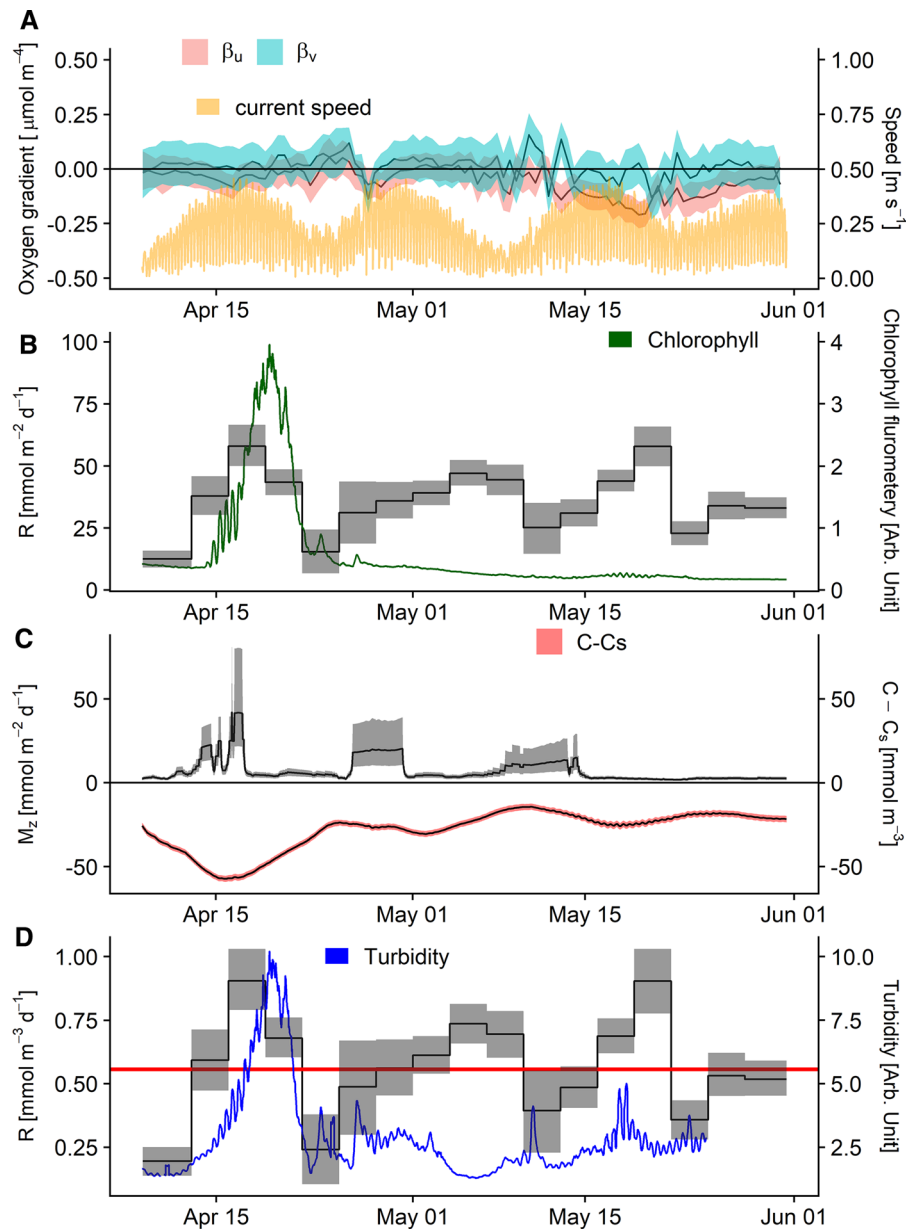 A
β_u
β_v
current speed
Oxygen gradient [ μmol m⁻⁴]
0.50
0.25
0.00
-0.25
-0.50
Speed [m s⁻¹]
1.00
0.75
0.50
0.25
0.00
Apr 15
May 01
May 15
Jun 01
B
Chlorophyll
R [mmol m⁻² d⁻¹]
100
75
50
25
0
Chlorophyll flurometery [Arb. Unit]
4
3
2
1
0
Apr 15
May 01
May 15
Jun 01
C
C-Cs
M_z [mmol m⁻² d⁻¹]
50
0
-50
C − C_s [mmol m⁻³]
50
0
-50
Apr 15
May 01
May 15
Jun 01
D
Turbidity
R [mmol m⁻³ d⁻¹]
1.00
0.75
0.50
0.25
Turbidity [Arb. Unit]
10.0
7.5
5.0
2.5
Apr 15
May 01
May 15
Jun 01